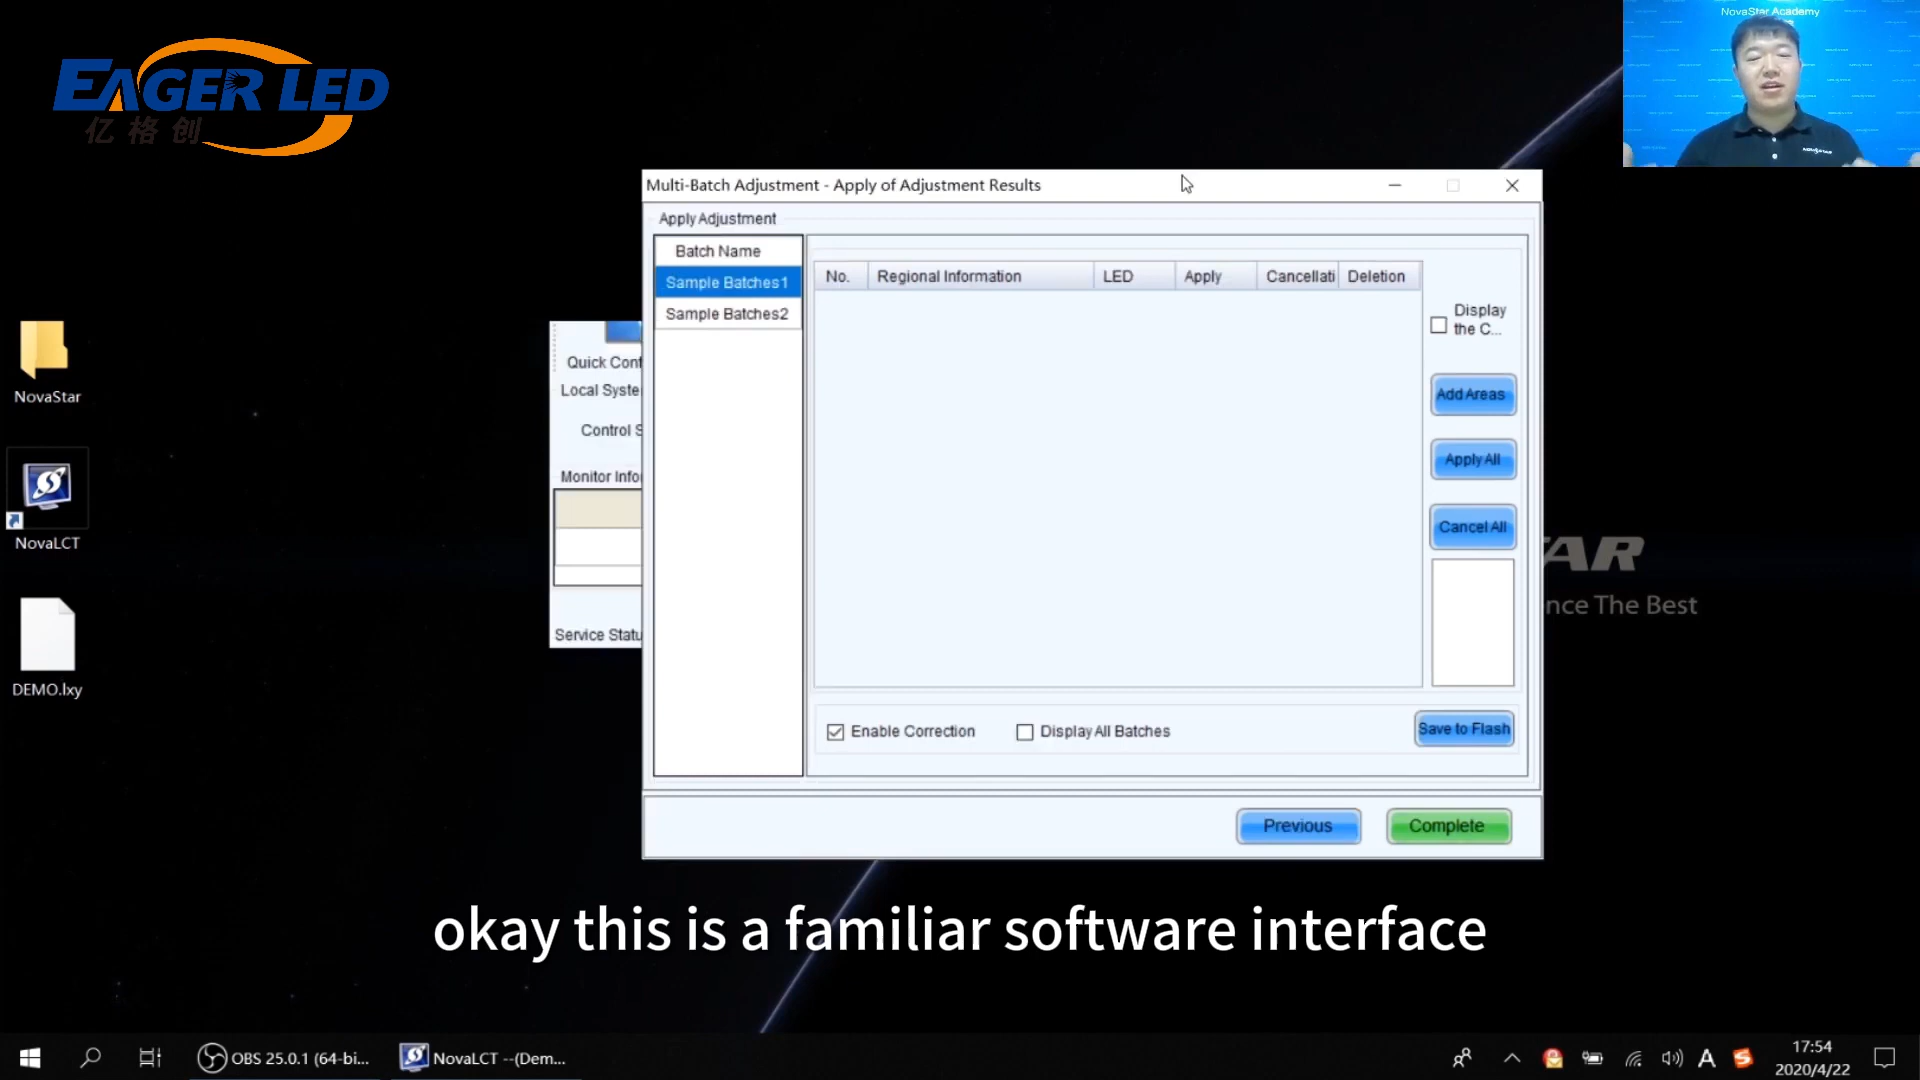 EAGER LED
亿格创
NovaStar Academy
NOVASTAR
Multi-Batch Adjustment - Apply of Adjustment Results
Apply Adjustment
Batch Name
Sample Batches1
Sample Batches2
No.
Regional Information
LED
Apply
Cancellati
Deletion
Display
the C...
Add Areas
Apply All
Cancel All
Enable Correction
Display All Batches
Save to Flash
Previous
Complete
Quick Cont
Local Syste
Control S
Monitor Info
Service Statu
NovaStar
NovaLCT
DEMO.lxy
TAR
nce The Best
okay this is a familiar software interface
OBS 25.0.1 (64-bi...
NovaLCT --(Dem...
A
S
17:54
2020/4/22